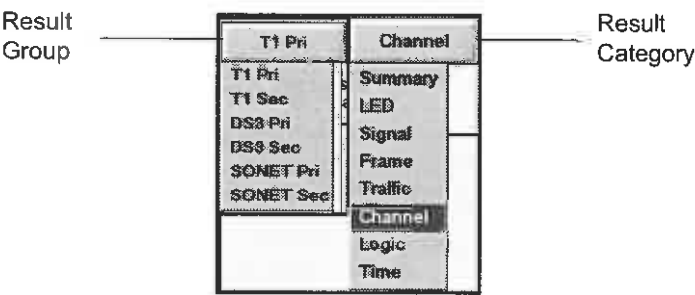 Result
Group
T1 Pri
Channel
Result
Category
T1 Pri
T1 Sec
DS3 Pri
DS3 Sec
SONET Pri
SONET Sec
Summary
LED
Signal
Frame
Traffic
Channel
Logic
Time